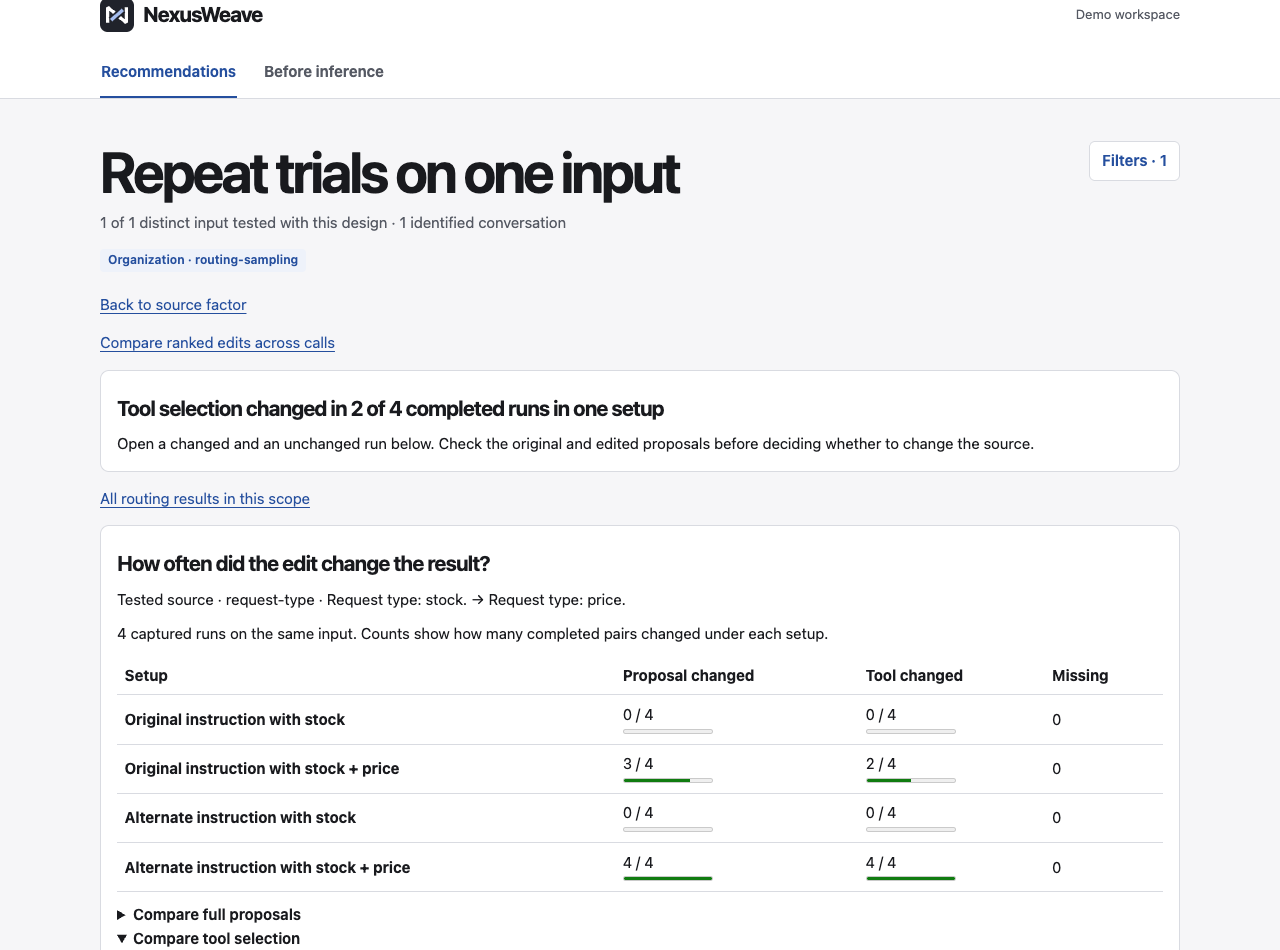 NexusWeave
Demo workspace
Recommendations
Before inference
Repeat trials on one input
Filters · 1
1 of 1 distinct input tested with this design · 1 identified conversation
Organization · routing-sampling
Back to source factor
Compare ranked edits across calls
Tool selection changed in 2 of 4 completed runs in one setup
Open a changed and an unchanged run below. Check the original and edited proposals before deciding whether to change the source.
All routing results in this scope
How often did the edit change the result?
Tested source · request-type · Request type: stock. → Request type: price.
4 captured runs on the same input. Counts show how many completed pairs changed under each setup.
Setup Proposal changed Tool changed Missing
Original instruction with stock 0 / 4 0 / 4 0
Original instruction with stock + price 3 / 4 2 / 4 0
Alternate instruction with stock 0 / 4 0 / 4 0
Alternate instruction with stock + price 4 / 4 4 / 4 0
Compare full proposals
Compare tool selection